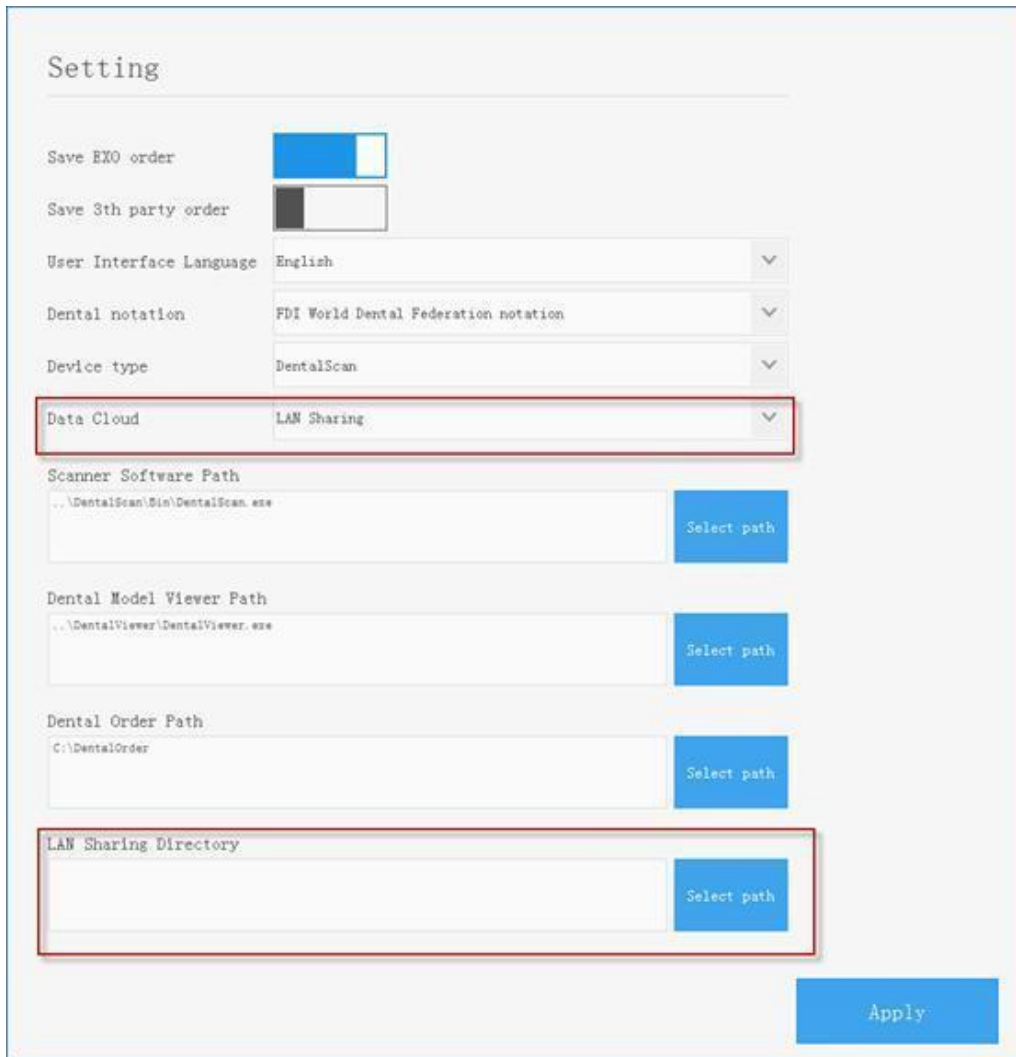 Setting
Save EXO order
Save 3th party order
User Interface Language English
Dental notation FDI World Dental Federation notation
Device type DentalScan
Data Cloud LAN Sharing
Scanner Software Path
..\DentalScan\Bin\DentalScan.exe
Select path
Dental Model Viewer Path
..\DentalViewer\DentalViewer.exe
Select path
Dental Order Path
C:\DentalOrder
Select path
LAN Sharing Directory
Select path
Apply